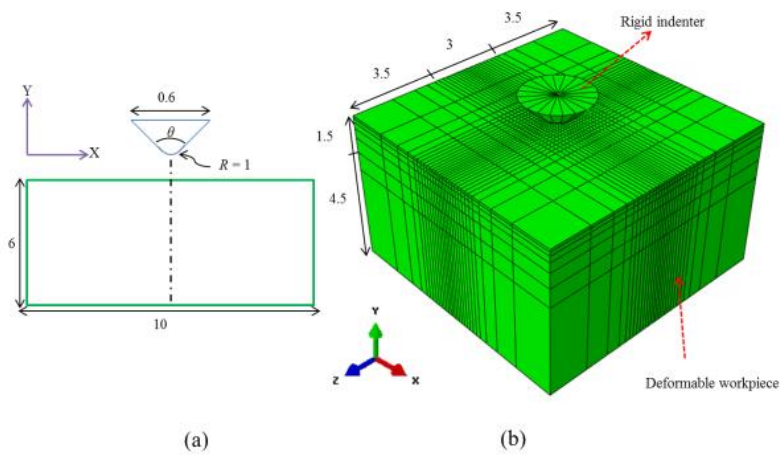 Y
X
0.6
θ
R = 1
6
10
(a)
3.5
3
3.5
1.5
4.5
Rigid indenter
Deformable workpiece
Y
Z
X
(b)